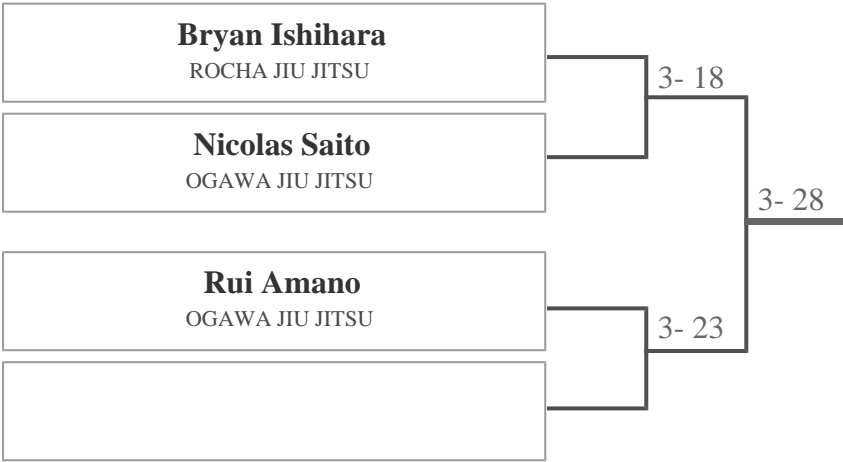 Bryan Ishihara
ROCHA JIU JITSU
3- 18
Nicolas Saito
OGAWA JIU JITSU
3- 28
Rui Amano
OGAWA JIU JITSU
3- 23